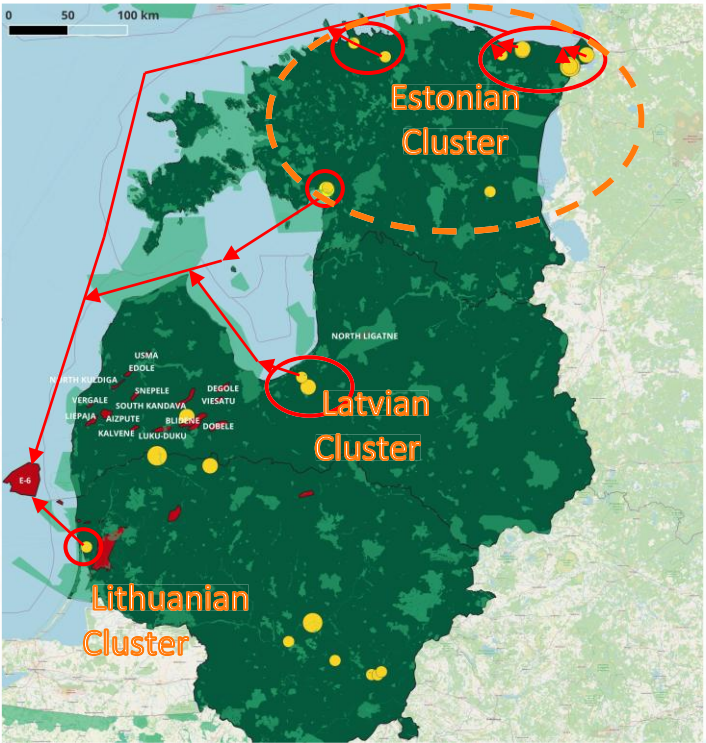 0 50 100 km
Estonian
Cluster
NORTH LIGATNE
USMA
EDOLE
NORTH KULDIGA
SNEPELE
DEGOLE
VERGALE
SOUTH KANDAVA
VIESATU
LIEPAJA
AIZPUTE
BLIDENE
DOBELE
KALVENE
LUKU-DUKU
Latvian
Cluster
E-6
Lithuanian
Cluster